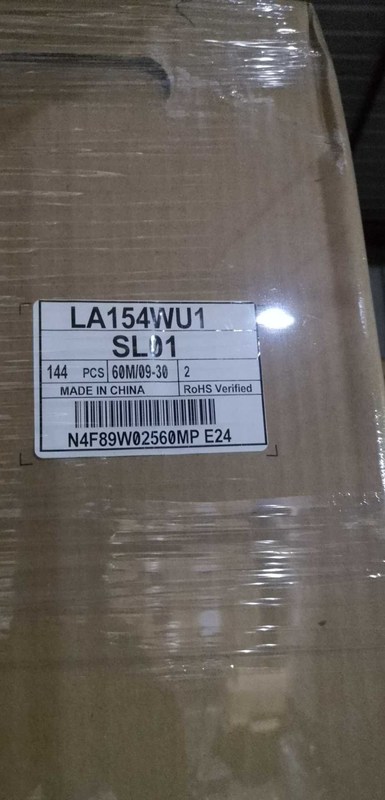 LA154WU1
SL01
144 PCS 60M/09-30 2
MADE IN CHINA RoHS Verified
N4F89W02560MP E24